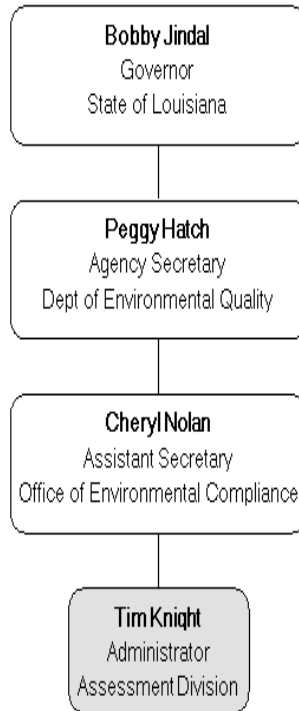 Bobby Jindal
Governor
State of Louisiana
Peggy Hatch
Agency Secretary
Dept of Environmental Quality
Cheryl Nolan
Assistant Secretary
Office of Environmental Compliance
Tim Knight
Administrator
Assessment Division